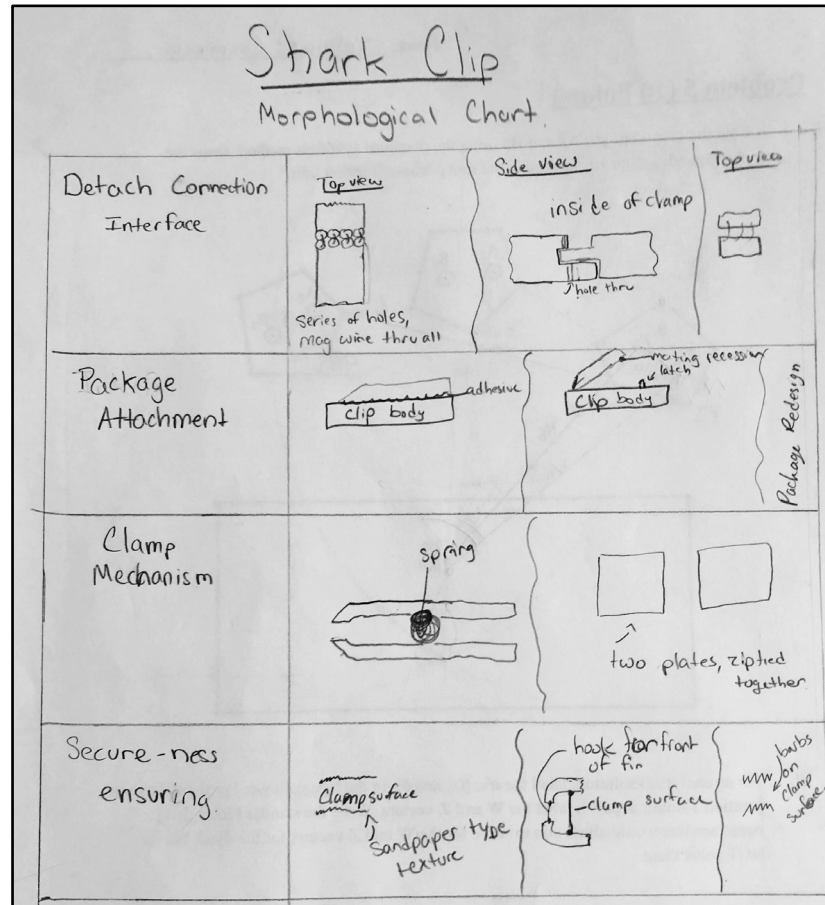 Shark Clip
Morphological Chart.
Detach Connection
Interface
Top view
Series of holes,
mag wire thru all
Side view
inside of clamp
hole thru
Top view
Package
Attachment
adhesive
Clip body
mating recession
latch
Clip body
Package Redesign
Clamp
Mechanism
spring
two plates, ziptied
together
Secure-ness
ensuring
Clamp surface
Sandpaper type
texture
hook for front
of fin
clamp surface
barbs
on
clamp
surface